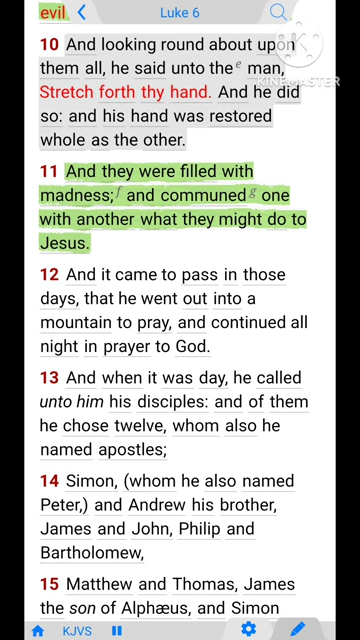 evil
Luke 6
KINEMASTER
10 And looking round about upon
them all, he said unto the e man,
Stretch forth thy hand. And he did
so: and his hand was restored
whole as the other.
11 And they were filled with
madness; f and communed g one
with another what they might do to
Jesus.
12 And it came to pass in those
days, that he went out into a
mountain to pray, and continued all
night in prayer to God.
13 And when it was day, he called
unto him his disciples: and of them
he chose twelve, whom also he
named apostles;
14 Simon, (whom he also named
Peter,) and Andrew his brother,
James and John, Philip and
Bartholomew,
15 Matthew and Thomas, James
the son of Alphæus, and Simon
KJVS